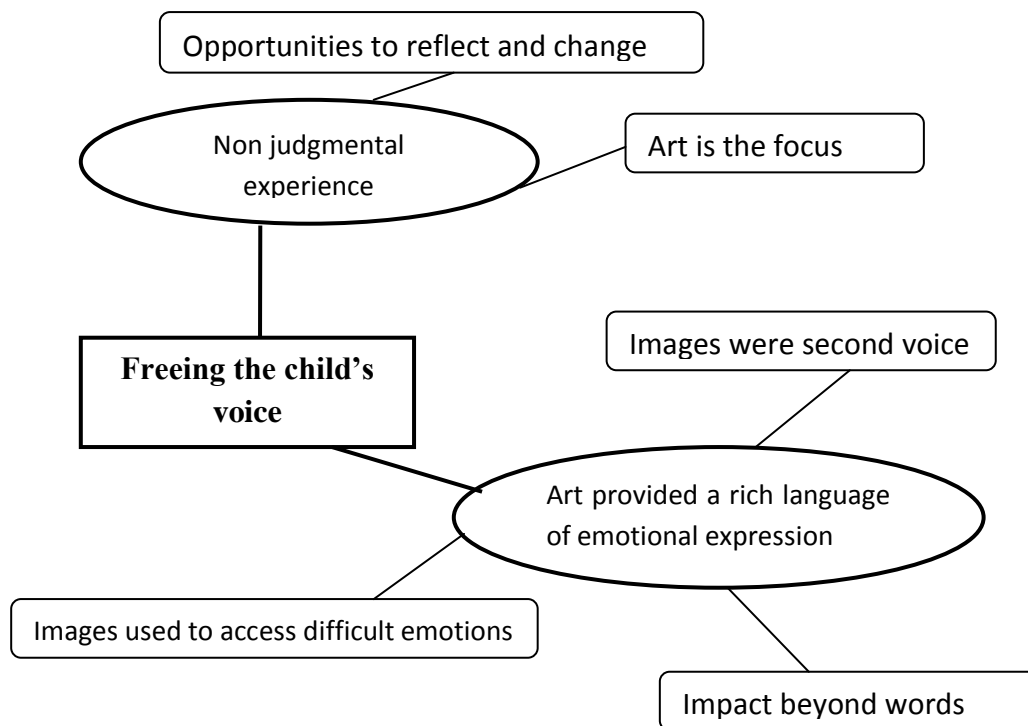 Opportunities to reflect and change
Non judgmental
experience
Art is the focus
Freeing the child’s
voice
Images were second voice
Art provided a rich language
of emotional expression
Images used to access difficult emotions
Impact beyond words